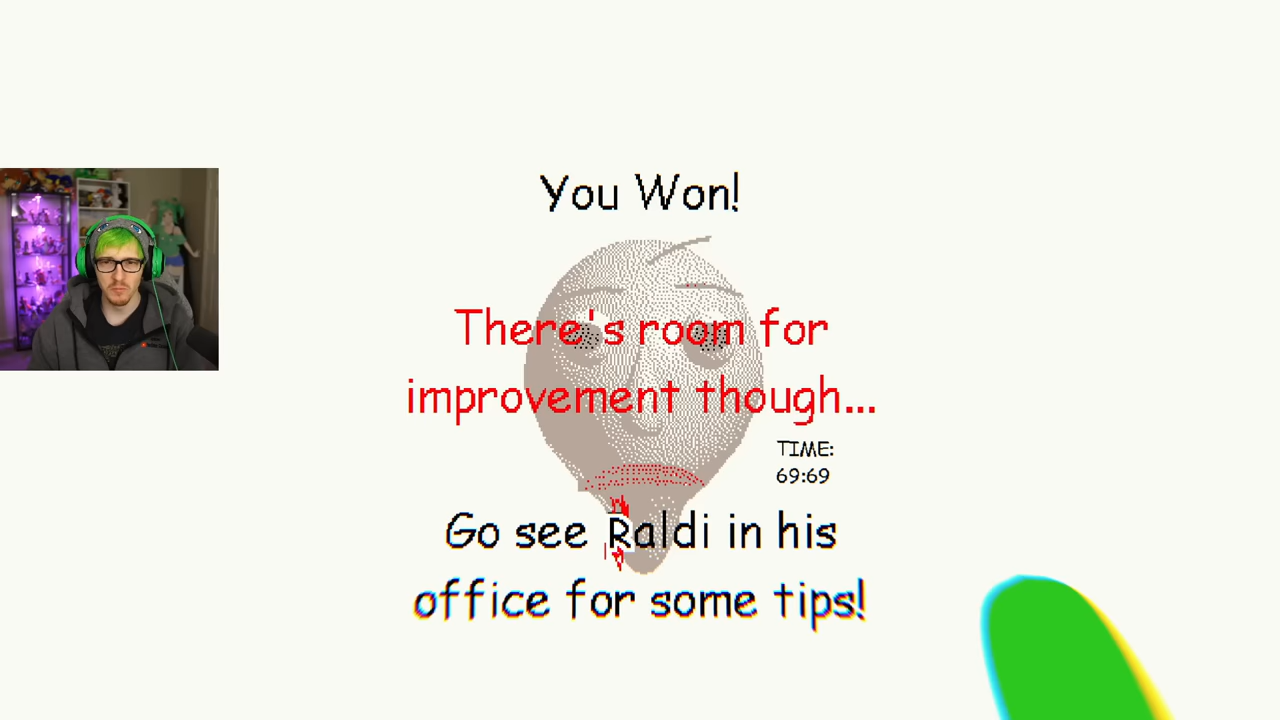 You Won!
There's room for
improvement though...
TIME:
69:69
Go see Raldi in his
office for some tips!